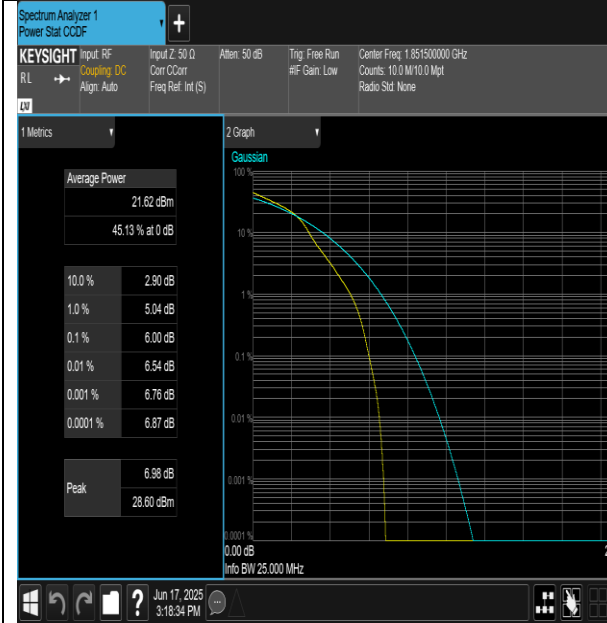 Spectrum Analyzer 1
Power Stat CCDF
KEYSIGHT Input: RF Input Z: 50 Ω Atten: 50 dB Trig: Free Run Center Freq: 1.851500000 GHz
RL Coupling: DC Corr CCorr #IF Gain: Low Counts: 10.0 M/10.0 Mpt
Align: Auto Freq Ref: Int (S) Radio Std: None
LXI
1 Metrics
2 Graph
Average Power
21.62 dBm
45.13 % at 0 dB
10.0 % 2.90 dB
1.0 % 5.04 dB
0.1 % 6.00 dB
0.01 % 6.54 dB
0.001 % 6.76 dB
0.0001 % 6.87 dB
Peak 6.98 dB
28.60 dBm
Gaussian
100 %
10 %
1 %
0.1 %
0.01 %
0.001 %
0.0001 %
0.00 dB
Info BW 25.000 MHz
Jun 17, 2025
3:18:34 PM